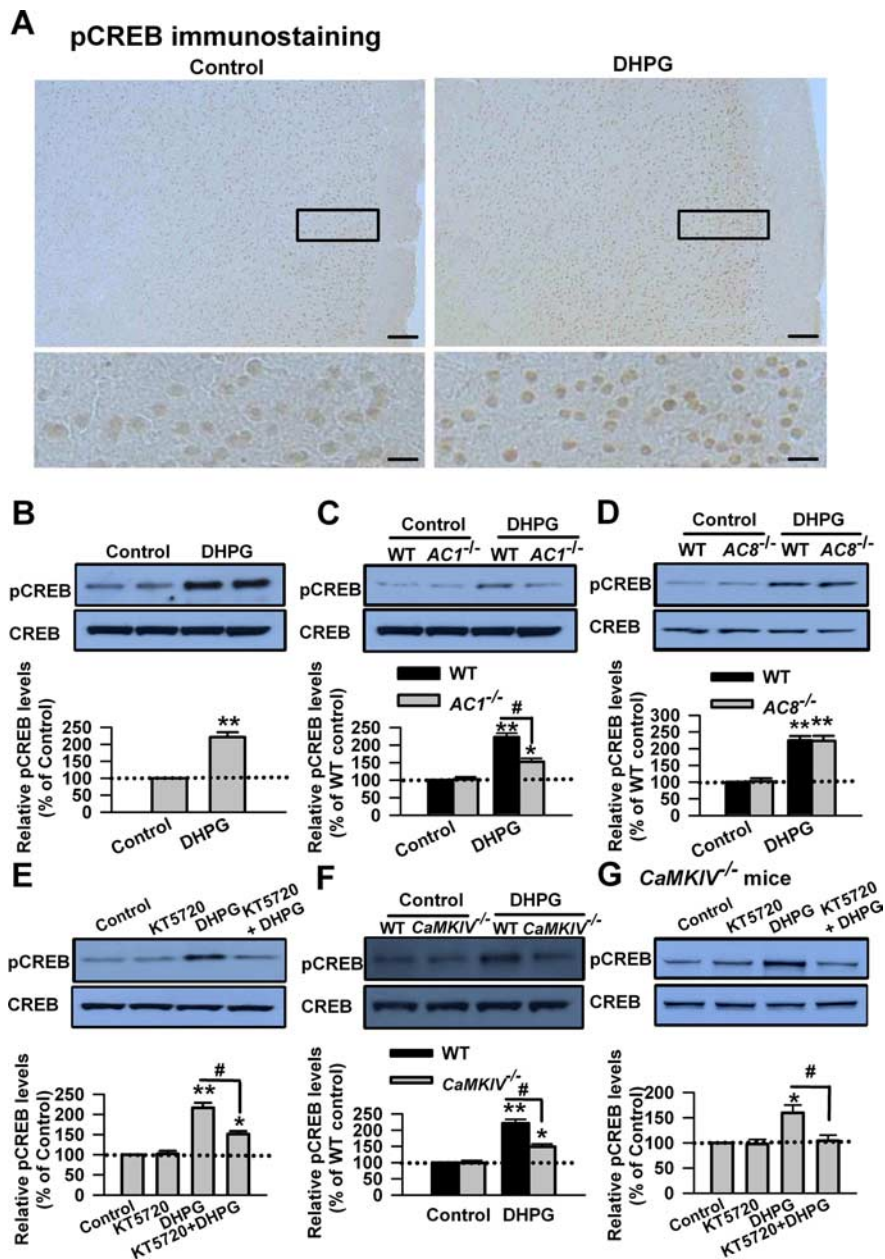 A
pCREB immunostaining
Control DHPG
B
Control DHPG
pCREB
CREB
Relative pCREB levels
(% of Control)
250
200
150
100
50
0
**
Control
DHPG
C
Control DHPG
WT AC1-/- WT AC1-/-
pCREB
CREB
WT
AC1-/-
Relative pCREB levels
(% of WT control)
250
200
150
100
50
0
#
**
*
Control
DHPG
D
Control DHPG
WT AC8-/- WT AC8-/-
pCREB
CREB
WT
AC8-/-
Relative pCREB levels
(% of WT control)
300
250
200
150
100
50
0
** **
Control
DHPG
E
Control
KT5720
DHPG
KT5720
+ DHPG
pCREB
CREB
Relative pCREB levels
(% of Control)
250
200
150
100
50
0
#
**
*
Control
KT5720
DHPG
KT5720+DHPG
F
Control DHPG
WT CaMKIV-/- WT CaMKIV-/-
pCREB
CREB
WT
CaMKIV-/-
Relative pCREB levels
(% of WT control)
250
200
150
100
50
0
#
**
*
Control DHPG
G
CaMKIV-/- mice
Control
KT5720
DHPG
KT5720
+ DHPG
pCREB
CREB
Relative pCREB levels
(% of Control)
250
200
150
100
50
0
#
*
Control
KT5720
DHPG
KT5720+DHPG